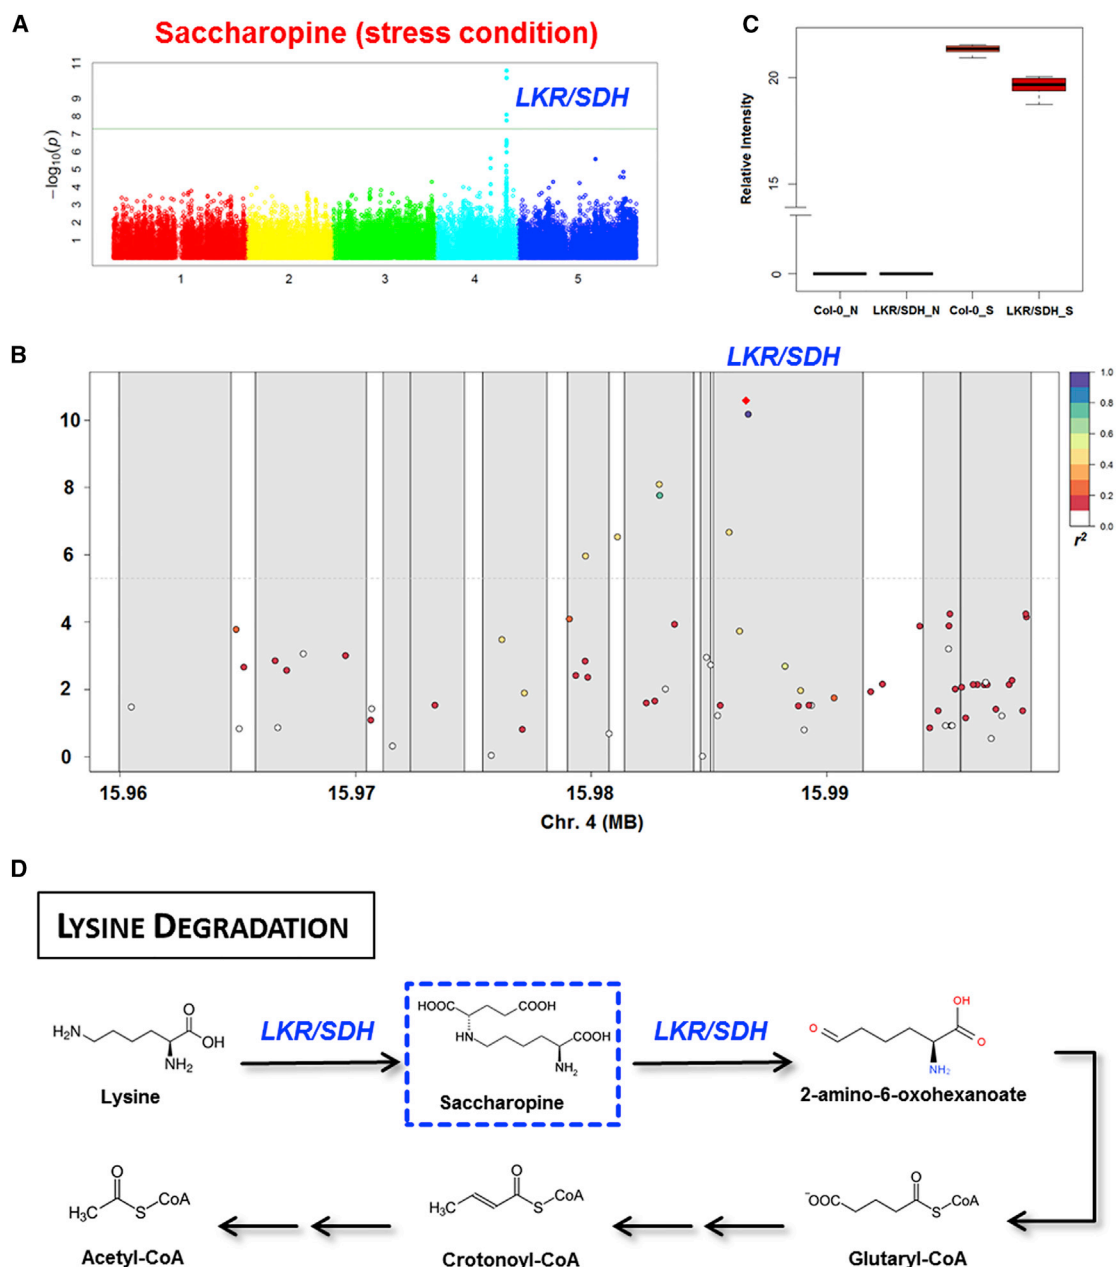 A
Saccharopine (stress condition)
LKR/SDH
−log10(p)
11
9
8
7
6
5
4
3
2
1
1 2 3 4 5
C
Relative Intensity
20
15
0
Col-0_N LKR/SDH_N Col-0_S LKR/SDH_S
B
LKR/SDH
10
8
6
4
2
0
15.96 15.97 15.98 15.99
Chr. 4 (MB)
1.0
0.8
0.6
0.4
0.2
0.0
r²
D
LYSINE DEGRADATION
H₂N
O
OH
NH₂
Lysine
LKR/SDH
HOOC COOH
HN
COOH
NH₂
Saccharopine
LKR/SDH
OH
O
O
NH₂
2-amino-6-oxohexanoate
O
H₃C
S
CoA
Acetyl-CoA
O
H₃C
S
CoA
Crotonoyl-CoA
O
⁻OOC
S
CoA
Glutaryl-CoA